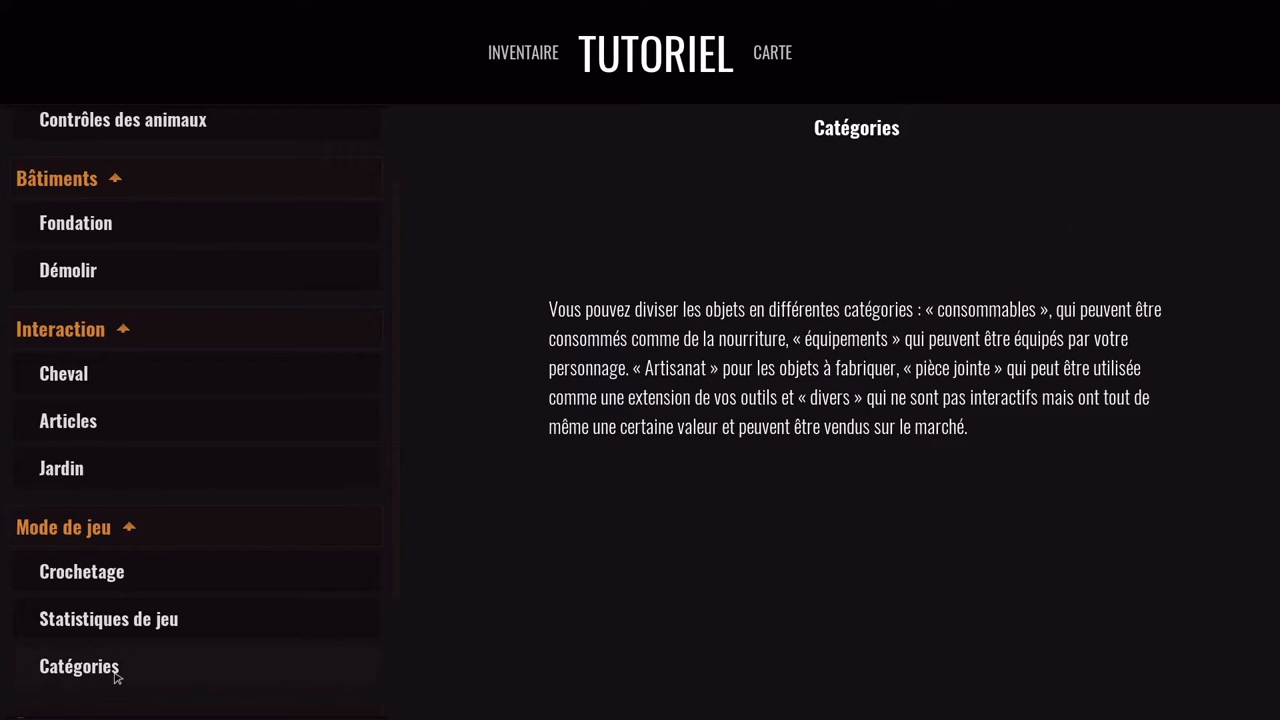 INVENTAIRE TUTORIEL CARTE
Contrôles des animaux
Bâtiments
Fondation
Démolir
Interaction
Cheval
Articles
Jardin
Mode de jeu
Crochetage
Statistiques de jeu
Catégories
Catégories
Vous pouvez diviser les objets en différentes catégories : « consommables », qui peuvent être
consommés comme de la nourriture, « équipements » qui peuvent être équipés par votre
personnage. « Artisanat » pour les objets à fabriquer, « pièce jointe » qui peut être utilisée
comme une extension de vos outils et « divers » qui ne sont pas interactifs mais ont tout de
même une certaine valeur et peuvent être vendus sur le marché.